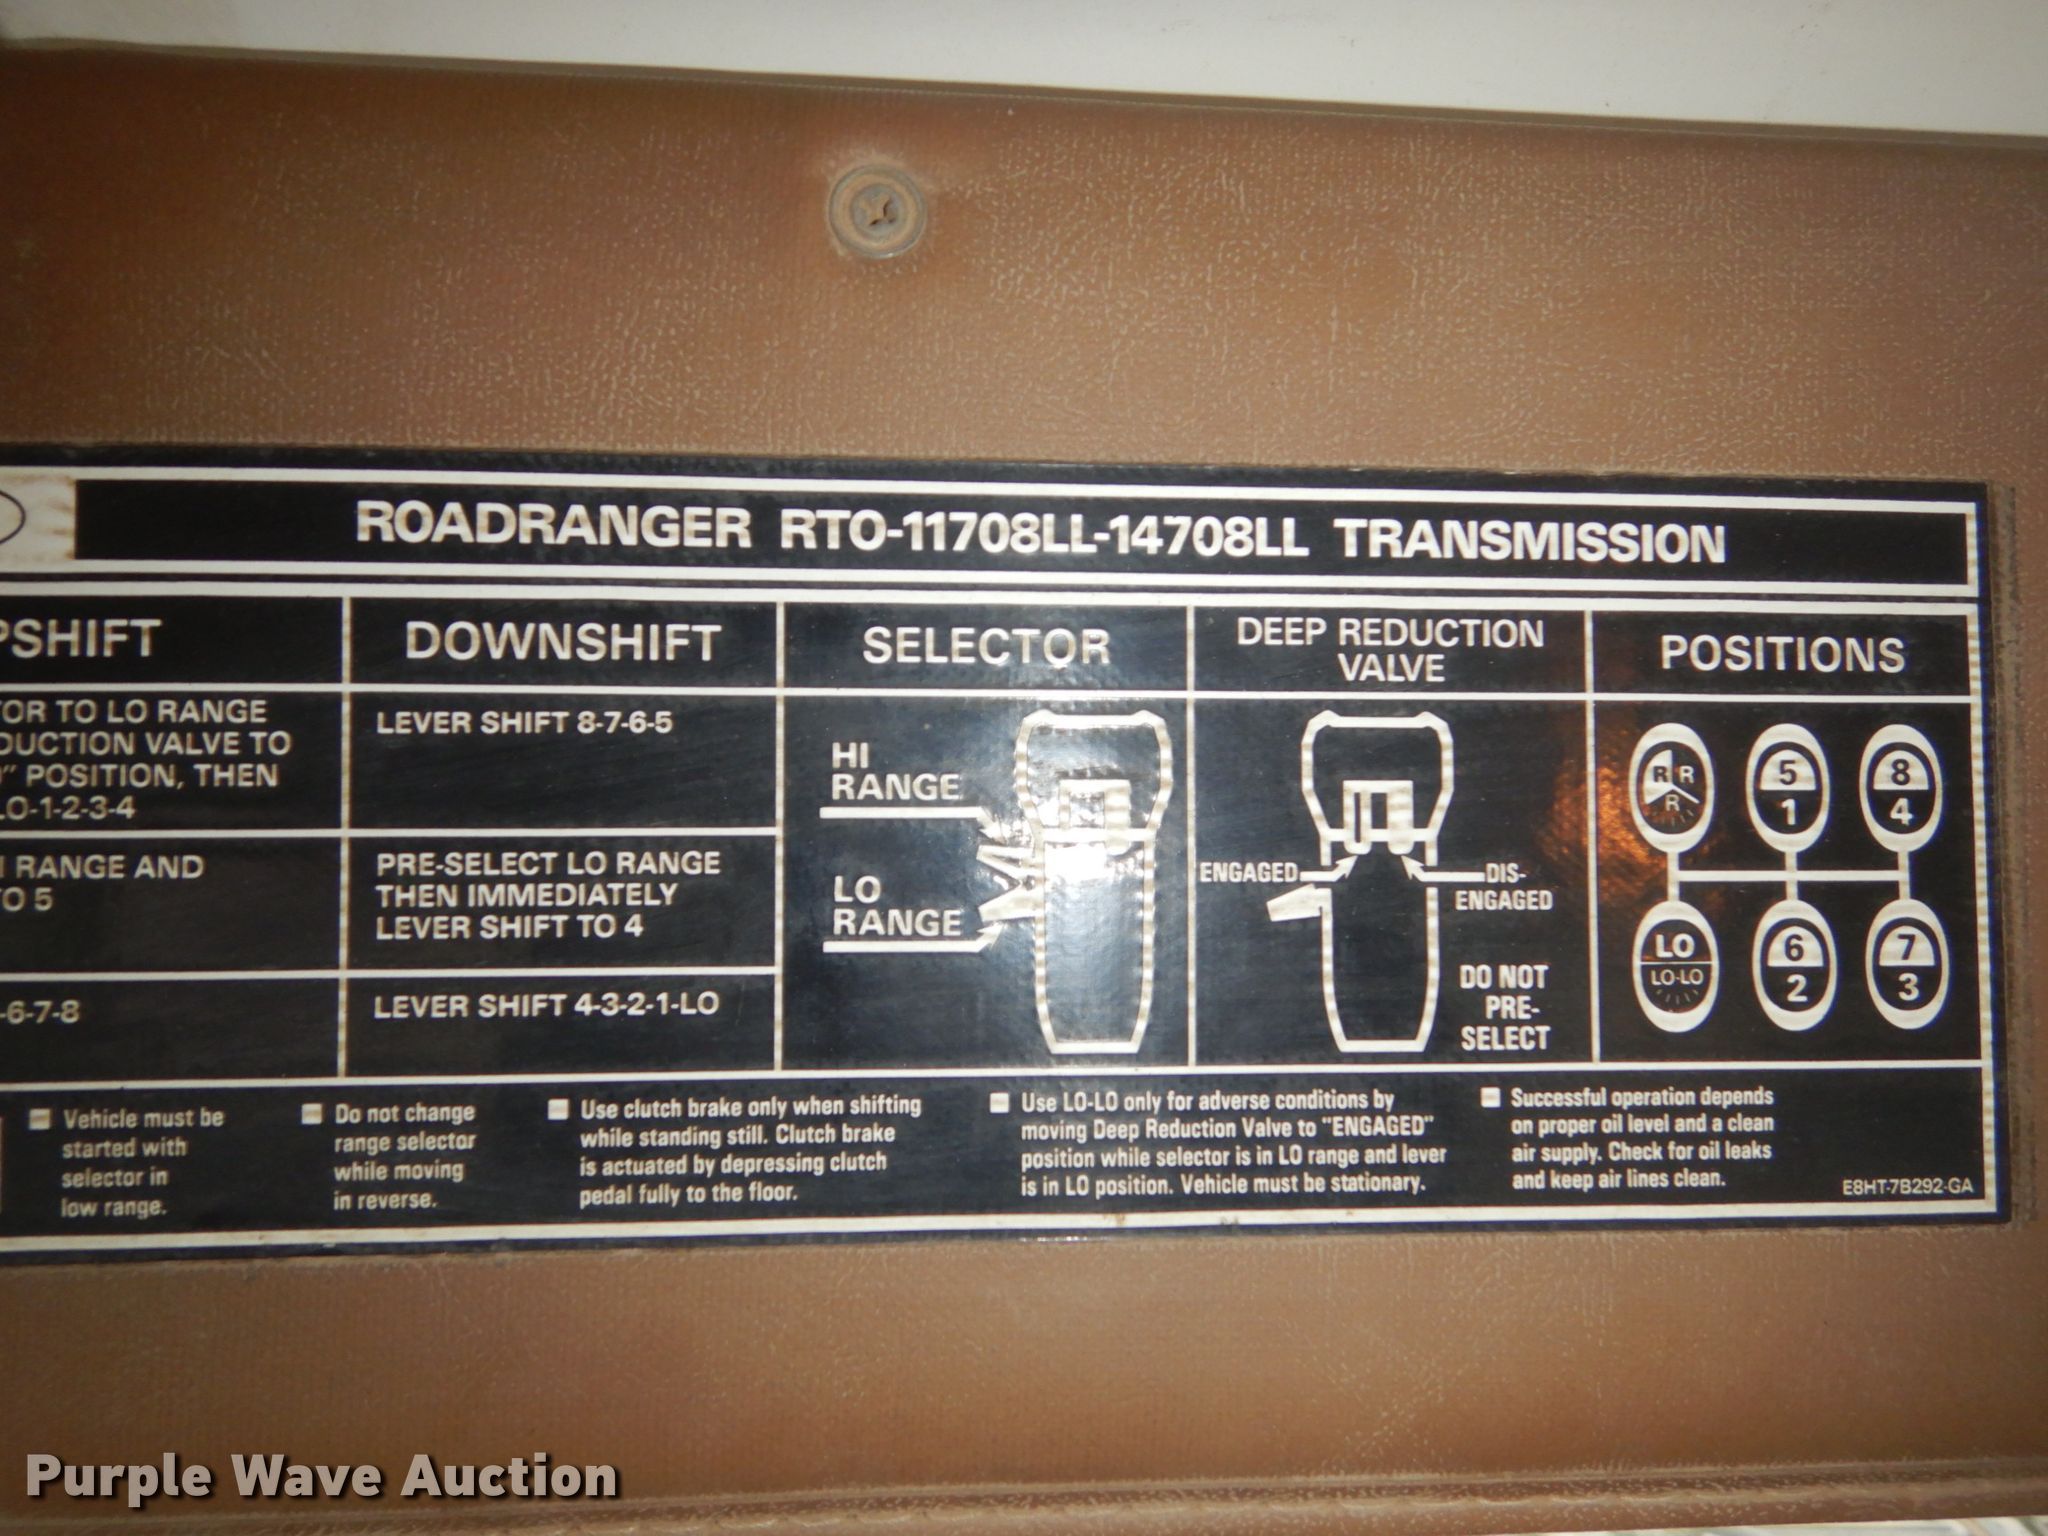 ROADRANGER RTO-11708LL-14708LL TRANSMISSION
PSHIFT
OR TO LO RANGE
DUCTION VALVE TO
" POSITION, THEN
LO-1-2-3-4
I RANGE AND
TO 5
-6-7-8
DOWNSHIFT
LEVER SHIFT 8-7-6-5
PRE-SELECT LO RANGE
THEN IMMEDIATELY
LEVER SHIFT TO 4
LEVER SHIFT 4-3-2-1-LO
SELECTOR
HI
RANGE
LO
RANGE
DEEP REDUCTION
VALVE
ENGAGED
DIS-
ENGAGED
DO NOT
PRE-
SELECT
POSITIONS
R R
R
5
1
8
4
LO
LO-LO
6
2
7
3
Vehicle must be
started with
selector in
low range.
Do not change
range selector
while moving
in reverse.
Use clutch brake only when shifting
while standing still. Clutch brake
is actuated by depressing clutch
pedal fully to the floor.
Use LO-LO only for adverse conditions by
moving Deep Reduction Valve to "ENGAGED"
position while selector is in LO range and lever
is in LO position. Vehicle must be stationary.
Successful operation depends
on proper oil level and a clean
air supply. Check for oil leaks
and keep air lines clean.
E8HT-7B292-GA
Purple Wave Auction